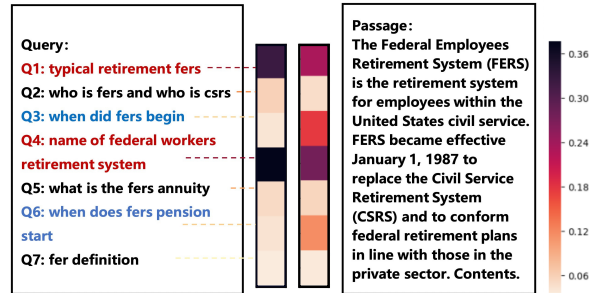 Query:
Q1: typical retirement fers
Q2: who is fers and who is csrs
Q3: when did fers begin
Q4: name of federal workers
retirement system
Q5: what is the fers annuity
Q6: when does fers pension
start
Q7: fer definition
Passage:
The Federal Employees
Retirement System (FERS)
is the retirement system
for employees within the
United States civil service.
FERS became effective
January 1, 1987 to
replace the Civil Service
Retirement System
(CSRS) and to conform
federal retirement plans
in line with those in the
private sector. Contents.
0.36
0.30
0.24
0.18
0.12
0.06